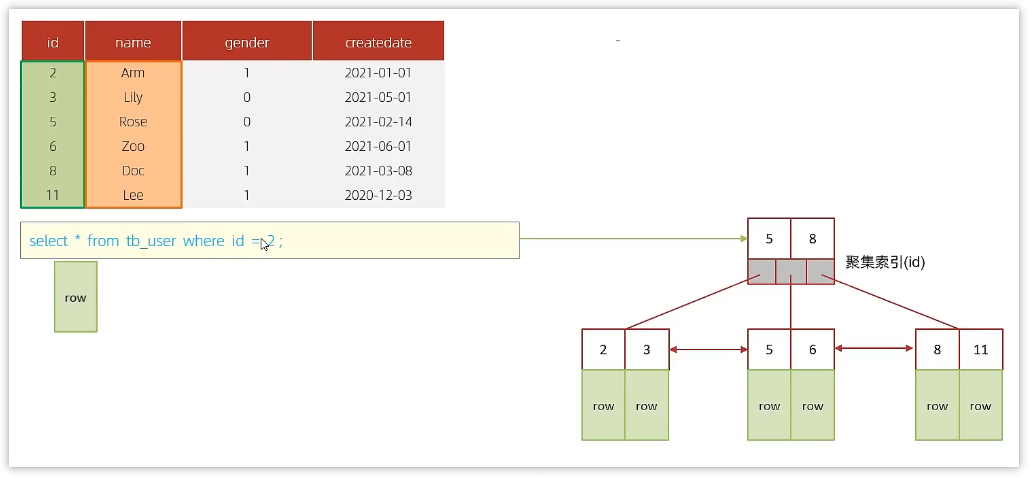 id name gender createdate
2 Arm 1 2021-01-01
3 Lily 0 2021-05-01
5 Rose 0 2021-02-14
6 Zoo 1 2021-06-01
8 Doc 1 2021-03-08
11 Lee 1 2020-12-03
select * from tb_user where id = 2 ;
row
5 8
聚集索引(id)
2 3 5 6 8 11
row row row row row row